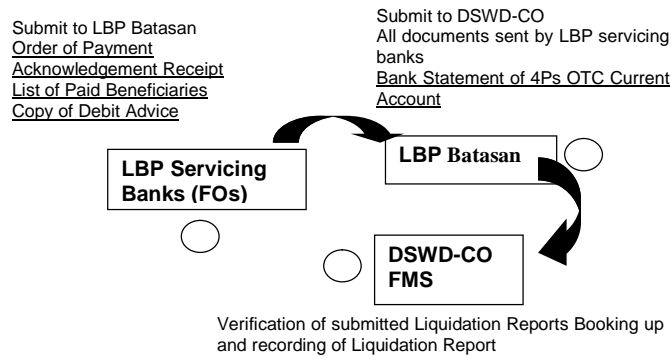 Submit to LBP Batasan
Order of Payment
Acknowledgement Receipt
List of Paid Beneficiaries
Copy of Debit Advice
Submit to DSWD-CO
All documents sent by LBP servicing
banks
Bank Statement of 4Ps OTC Current
Account
LBP Servicing
Banks (FOs)
LBP Batasan
DSWD-CO
FMS
Verification of submitted Liquidation Reports Booking up
and recording of Liquidation Report